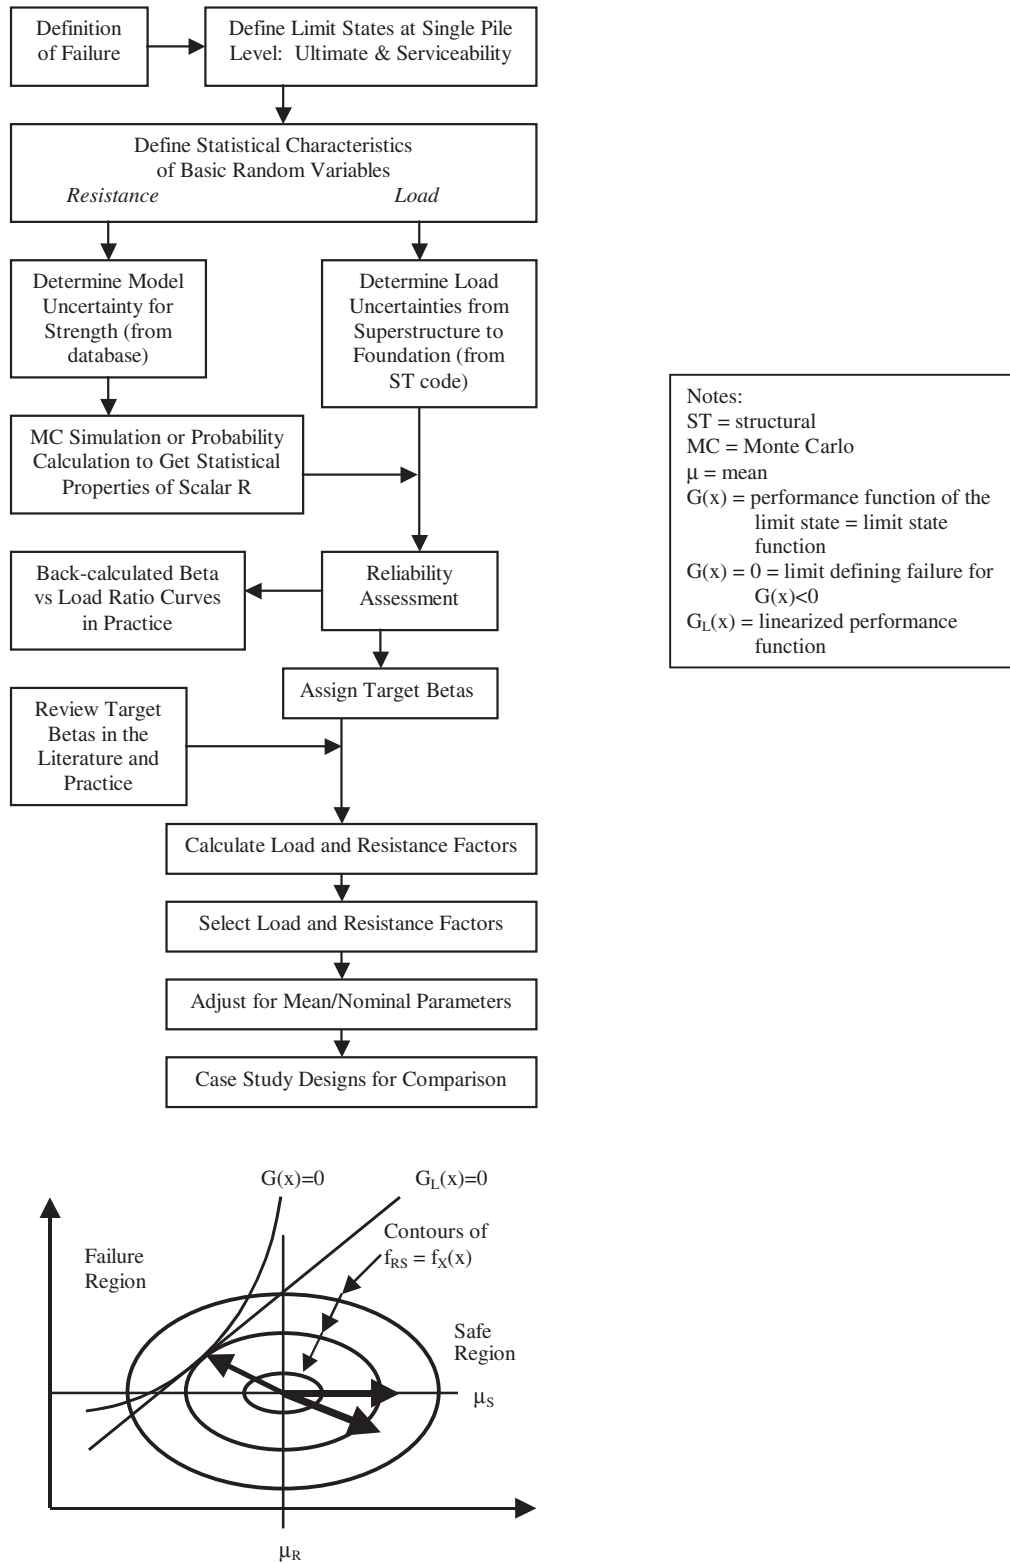 Definition
of Failure
Define Limit States at Single Pile
Level: Ultimate & Serviceability
Define Statistical Characteristics
of Basic Random Variables
Resistance
Load
Determine Model
Uncertainty for
Strength (from
database)
Determine Load
Uncertainties from
Superstructure to
Foundation (from
ST code)
MC Simulation or Probability
Calculation to Get Statistical
Properties of Scalar R
Back-calculated Beta
vs Load Ratio Curves
in Practice
Reliability
Assessment
Assign Target Betas
Review Target
Betas in the
Literature and
Practice
Calculate Load and Resistance Factors
Select Load and Resistance Factors
Adjust for Mean/Nominal Parameters
Case Study Designs for Comparison
Notes:
ST = structural
MC = Monte Carlo
μ = mean
G(x) = performance function of the
limit state = limit state
function
G(x) = 0 = limit defining failure for
G(x)<0
G_L(x) = linearized performance
function
G(x)=0
G_L(x)=0
Contours of
f_RS = f_X(x)
Failure
Region
Safe
Region
μ_S
μ_R